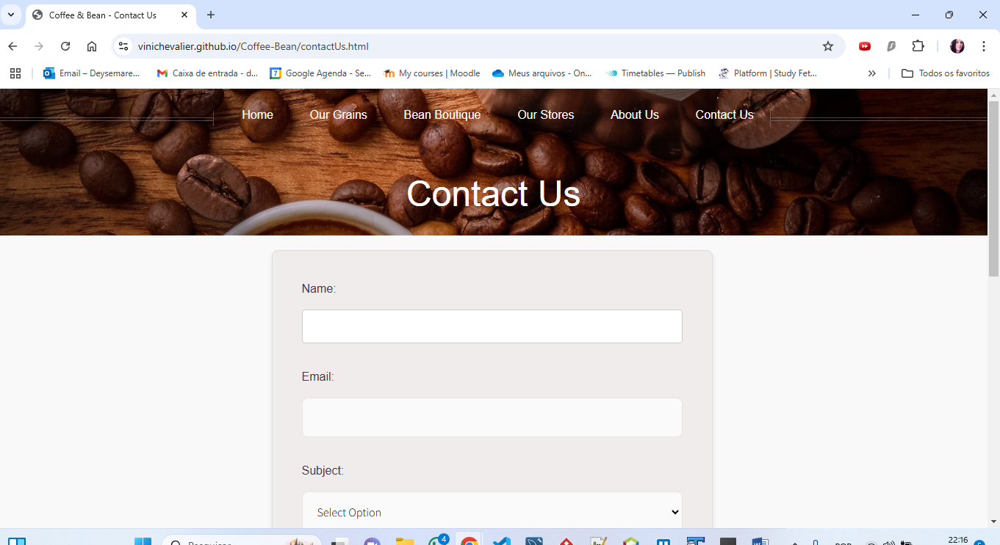 Coffee & Bean - Contact Us
vinichevalier.github.io/Coffee-Bean/contactUs.html
Email – Deysemare...
Caixa de entrada - d...
7
Google Agenda - Se...
My courses | Moodle
Meus arquivos - On...
Timetables — Publish
Platform | Study Fet...
Todos os favoritos
Home
Our Grains
Bean Boutique
Our Stores
About Us
Contact Us
Contact Us
Name:
Email:
Subject:
Select Option
4
22:16